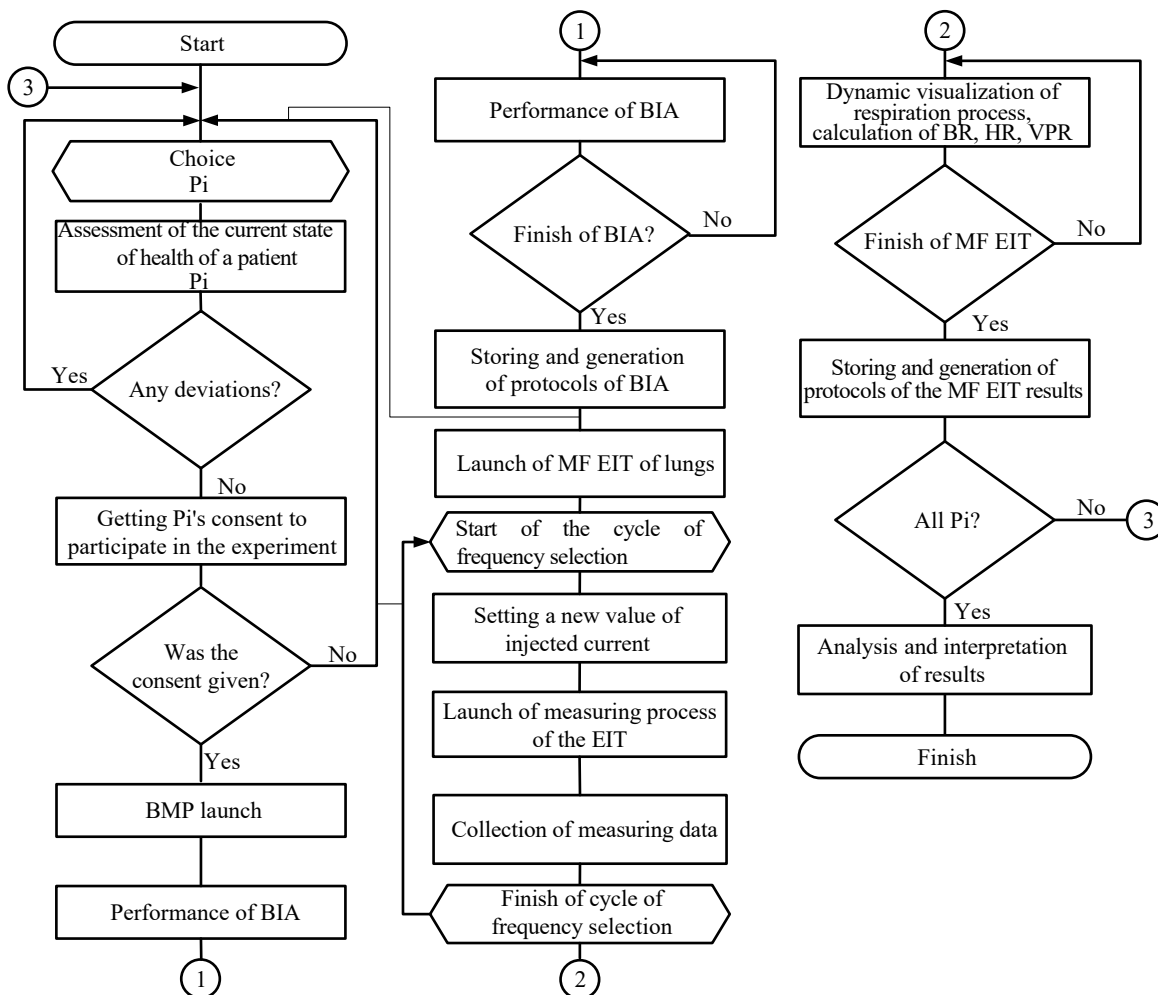 Start
3
Choice
Pi
Assessment of the current state
of health of a patient
Pi
Yes
Any deviations?
No
Getting Pi's consent to
participate in the experiment
Was the
consent given?
No
Yes
BMP launch
Performance of BIA
1
1
Performance of BIA
No
Finish of BIA?
Yes
Storing and generation
of protocols of BIA
Launch of MF EIT of lungs
Start of the cycle of
frequency selection
Setting a new value of
injected current
Launch of measuring process
of the EIT
Collection of measuring data
Finish of cycle of
frequency selection
2
2
Dynamic visualization of
respiration process,
calculation of BR, HR, VPR
No
Finish of MF EIT
Yes
Storing and generation of
protocols of the MF EIT results
No
All Pi?
3
Yes
Analysis and interpretation
of results
Finish